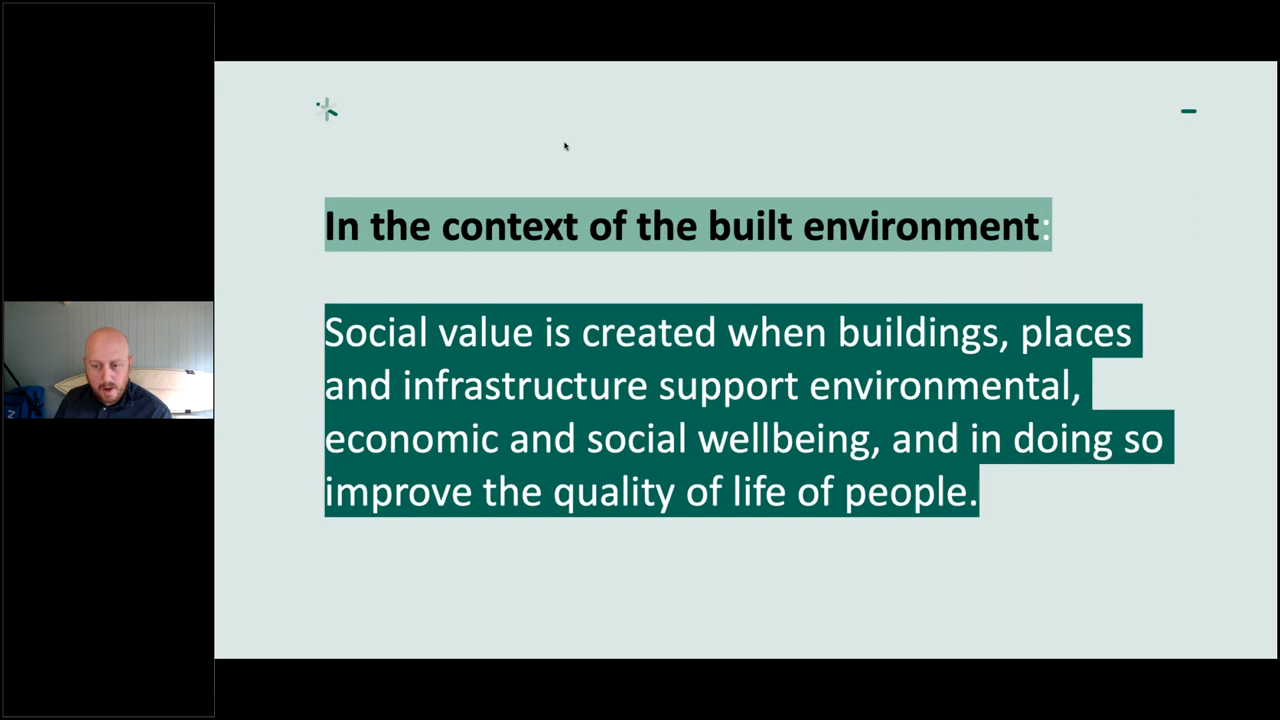 In the context of the built environment:
Social value is created when buildings, places
and infrastructure support environmental,
economic and social wellbeing, and in doing so
improve the quality of life of people.